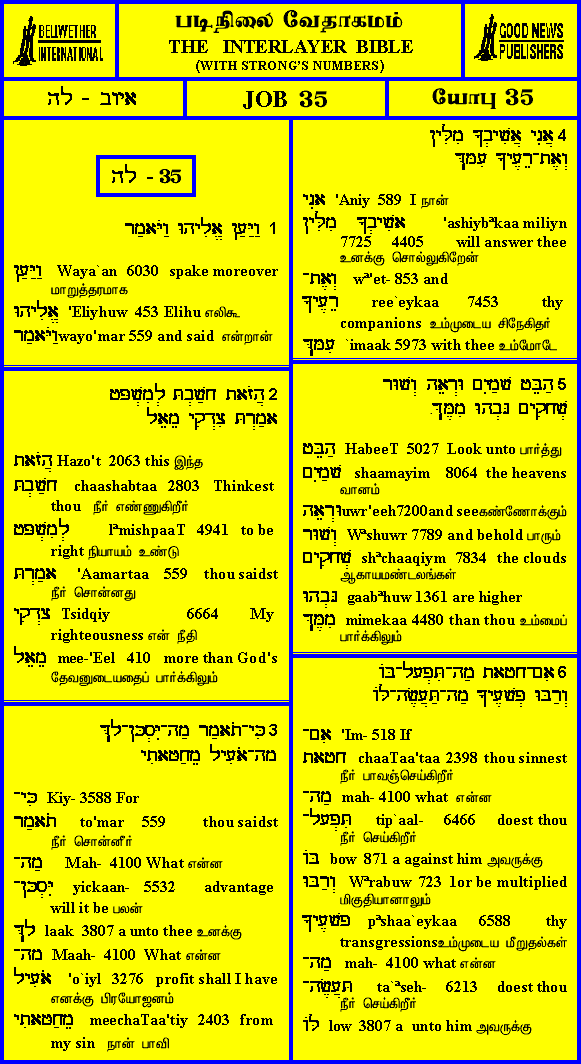 BELLWETHER
INTERNATIONAL
படிநிலை வேதாகமம்
THE INTERLAYER BIBLE
(WITH STRONG'S NUMBERS)
GOOD NEWS
PUBLISHERS
איוב - לה
JOB 35
யோபு 35
לה - 35
1 וַיַּעַן אֱלִיהוּ וַיֹּאמַר
וַיַּעַן Waya`an 6030 spake moreover
மாறுத்தரமாக
אֱלִיהוּ 'Eliyhuw 453 Elihu எலிகூ
וַיֹּאמַר wayo'mar 559 and said என்றான்
2 הֲזֹאת חָשַׁבְתָּ לְמִשְׁפָּט
אָמַרְתָּ צִדְקִי מֵאֵל
הֲזֹאת Hazo't 2063 this இந்த
חָשַׁבְתָּ chaashabtaa 2803 Thinkest
thou நீர் எண்ணுகிறீர்
לְמִשְׁפָּט lªmishpaaT 4941 to be
right நியாயம் உண்டு
אָמַרְתָּ 'Aamartaa 559 thou saidst
நீர் சொன்னது
צִדְקִי Tsidqiy 6664 My
righteousness என் நீதி
מֵאֵל mee-'Eel 410 more than God's
தேவனுடையதைப் பார்க்கிலும்
3 כִּי־תֹאמַר מַה־יִּסְכָּן־לָךְ
מָה־אֹעִיל מֵחַטָּאתִי
כִּי־ Kiy- 3588 For
תֹאמַר to'mar 559 thou saidst
நீர் சொன்னீர்
מַה־ Mah- 4100 What என்ன
יִּסְכָּן־ yickaan- 5532 advantage
will it be பலன்
לָךְ laak 3807 a unto thee உனக்கு
מָה־ Maah- 4100 What என்ன
אֹעִיל 'o`iyl 3276 profit shall I have
எனக்கு பிரயோஜனம்
מֵחַטָּאתִי meechaTaa'tiy 2403 from
my sin நான் பாவி
4 אֲנִי אֲשִׁיבְךָ מִלִּין
וְאֶת־רֵעֶיךָ עִמָּךְ
אֲנִי 'Aniy 589 I நான்
אֲשִׁיבְךָ מִלִּין 'ashiybªkaa miliyn
7725 4405 will answer thee
உனக்கு சொல்லுகிறேன்
וְאֶת־ wª'et- 853 and
רֵעֶיךָ ree`eykaa 7453 thy
companions உம்முடைய சிநேகிதர்
עִמָּךְ `imaak 5973 with thee உம்மோடே
5 הַבֵּט שָׁמַיִם וּרְאֵה וְשׁוּר
שְׁחָקִים גָּבְהוּ מִמֶּךָּ.
הַבֵּט HabeeT 5027 Look unto பார்த்து
שָׁמַיִם shaamayim 8064 the heavens
வானம்
וּרְאֵה uwr'eeh7200and seeகண்ணோக்கும்
וְשׁוּר Wªshuwr 7789 and behold பாரும்
שְׁחָקִים shªchaaqiym 7834 the clouds
ஆகாயமண்டலங்கள்
גָּבְהוּ gaabªhuw 1361 are higher
מִמֶּךָּ mimekaa 4480 than thou உம்மைப்
பார்க்கிலும்
6 אִם־חָטָאתָ מַה־תִּפְעָל־בּוֹ
וְרַבּוּ פְשָׁעֶיךָ מַה־תַּעֲשֶׂה־לּוֹ
אִם־ 'Im- 518 If
חָטָאתָ chaaTaa'taa 2398 thou sinnest
நீர் பாவஞ்செய்கிறீர்
מַה־ mah- 4100 what என்ன
תִּפְעָל־ tip`aal- 6466 doest thou
நீர் செய்கிறீர்
בּוֹ bow 871 a against him அவருக்கு
וְרַבּוּ Wªrabuw 723 1or be multiplied
மிகுதியானாலும்
פְשָׁעֶיךָ pªshaa`eykaa 6588 thy
transgressionsஉம்முடைய மீறுதல்கள்
מַה־ mah- 4100 what என்ன
תַּעֲשֶׂה־ ta`ªseh- 6213 doest thou
நீர் செய்கிறீர்
לּוֹ low 3807 a unto him அவருக்கு